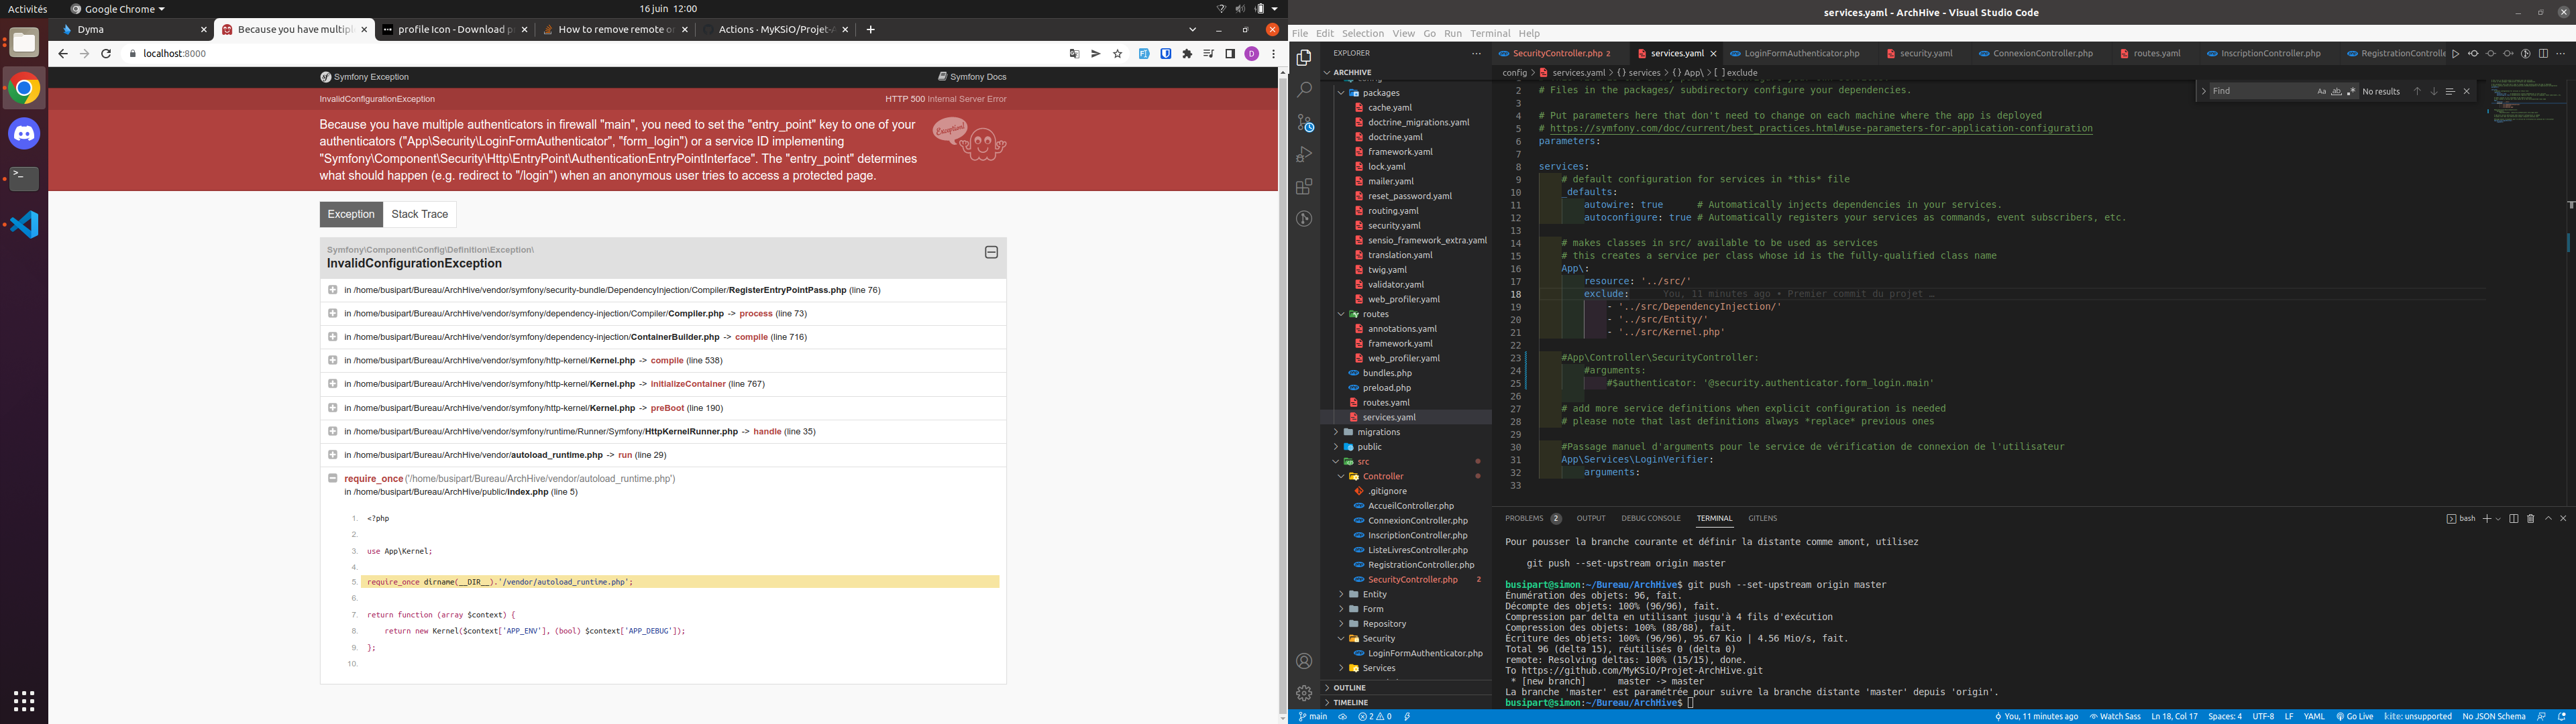 Activités
Google Chrome
16 juin 12:00
Dyma
Because you have multipl
profile Icon - Download p
How to remove remote or
Actions · MyKSiO/Projet-A
localhost:8000
Symfony Exception
Symfony Docs
InvalidConfigurationException
HTTP 500 Internal Server Error
Because you have multiple authenticators in firewall "main", you need to set the "entry_point" key to one of your
authenticators ("App\Security\LoginFormAuthenticator", "form_login") or a service ID implementing
"Symfony\Component\Security\Http\EntryPoint\AuthenticationEntryPointInterface". The "entry_point" determines
what should happen (e.g. redirect to "/login") when an anonymous user tries to access a protected page.
Exception!
Exception
Stack Trace
Symfony\Component\Config\Definition\Exception\
InvalidConfigurationException
in /home/busipart/Bureau/ArchHive/vendor/symfony/security-bundle/DependencyInjection/Compiler/RegisterEntryPointPass.php (line 76)
in /home/busipart/Bureau/ArchHive/vendor/symfony/dependency-injection/Compiler/Compiler.php -> process (line 73)
in /home/busipart/Bureau/ArchHive/vendor/symfony/dependency-injection/ContainerBuilder.php -> compile (line 716)
in /home/busipart/Bureau/ArchHive/vendor/symfony/http-kernel/Kernel.php -> compile (line 538)
in /home/busipart/Bureau/ArchHive/vendor/symfony/http-kernel/Kernel.php -> initializeContainer (line 767)
in /home/busipart/Bureau/ArchHive/vendor/symfony/http-kernel/Kernel.php -> preBoot (line 190)
in /home/busipart/Bureau/ArchHive/vendor/symfony/runtime/Runner/Symfony/HttpKernelRunner.php -> handle (line 35)
in /home/busipart/Bureau/ArchHive/vendor/autoload_runtime.php -> run (line 29)
require_once('/home/busipart/Bureau/ArchHive/vendor/autoload_runtime.php')
in /home/busipart/Bureau/ArchHive/public/index.php (line 5)
1. <?php
2.
3. use App\Kernel;
4.
5. require_once dirname(__DIR__).'/vendor/autoload_runtime.php';
6.
7. return function (array $context) {
8. return new Kernel($context['APP_ENV'], (bool) $context['APP_DEBUG']);
9. };
10.
services.yaml - ArchHive - Visual Studio Code
File Edit Selection View Go Run Terminal Help
EXPLORER
ARCHHIVE
packages
cache.yaml
doctrine_migrations.yaml
doctrine.yaml
framework.yaml
lock.yaml
mailer.yaml
reset_password.yaml
routing.yaml
security.yaml
sensio_framework_extra.yaml
translation.yaml
twig.yaml
validator.yaml
web_profiler.yaml
routes
annotations.yaml
framework.yaml
web_profiler.yaml
bundles.php
preload.php
routes.yaml
services.yaml
migrations
public
src
Controller
.gitignore
AccueilController.php
ConnexionController.php
InscriptionController.php
ListeLivresController.php
RegistrationController.php
SecurityController.php 2
Entity
Form
Repository
Security
LoginFormAuthenticator.php
Services
OUTLINE
TIMELINE
SecurityController.php 2
services.yaml
LoginFormAuthenticator.php
security.yaml
ConnexionController.php
routes.yaml
InscriptionController.php
RegistrationControlle
config > services.yaml > {} services > {} App\ > [ ] exclude
Find
Aa
ab
No results
2 # Files in the packages/ subdirectory configure your dependencies.
3
4 # Put parameters here that don't need to change on each machine where the app is deployed
5 # https://symfony.com/doc/current/best_practices.html#use-parameters-for-application-configuration
6 parameters:
7
8 services:
9 # default configuration for services in *this* file
10 _defaults:
11 autowire: true # Automatically injects dependencies in your services.
12 autoconfigure: true # Automatically registers your services as commands, event subscribers, etc.
13
14 # makes classes in src/ available to be used as services
15 # this creates a service per class whose id is the fully-qualified class name
16 App\:
17 resource: '../src/'
18 exclude: You, 11 minutes ago • Premier commit du projet …
19 - '../src/DependencyInjection/'
20 - '../src/Entity/'
21 - '../src/Kernel.php'
22
23 #App\Controller\SecurityController:
24 #arguments:
25 #$authenticator: '@security.authenticator.form_login.main'
26
27 # add more service definitions when explicit configuration is needed
28 # please note that last definitions always *replace* previous ones
29
30 #Passage manuel d'arguments pour le service de vérification de connexion de l'utilisateur
31 App\Services\LoginVerifier:
32 arguments:
33
PROBLEMS 2 OUTPUT DEBUG CONSOLE TERMINAL GITLENS
bash
Pour pousser la branche courante et définir la distante comme amont, utilisez
git push --set-upstream origin master
busipart@simon:~/Bureau/ArchHive$ git push --set-upstream origin master
Énumération des objets: 96, fait.
Décompte des objets: 100% (96/96), fait.
Compression par delta en utilisant jusqu'à 4 fils d'exécution
Compression des objets: 100% (88/88), fait.
Écriture des objets: 100% (96/96), 95.67 Kio | 4.56 Mio/s, fait.
Total 96 (delta 15), réutilisés 0 (delta 0)
remote: Resolving deltas: 100% (15/15), done.
To https://github.com/MyKSiO/Projet-ArchHive.git
* [new branch] master -> master
La branche 'master' est paramétrée pour suivre la branche distante 'master' depuis 'origin'.
busipart@simon:~/Bureau/ArchHive$
main
2 0
You, 11 minutes ago
Watch Sass
Ln 18, Col 17
Spaces: 4
UTF-8
LF
YAML
Go Live
kite: unsupported
No JSON Schema